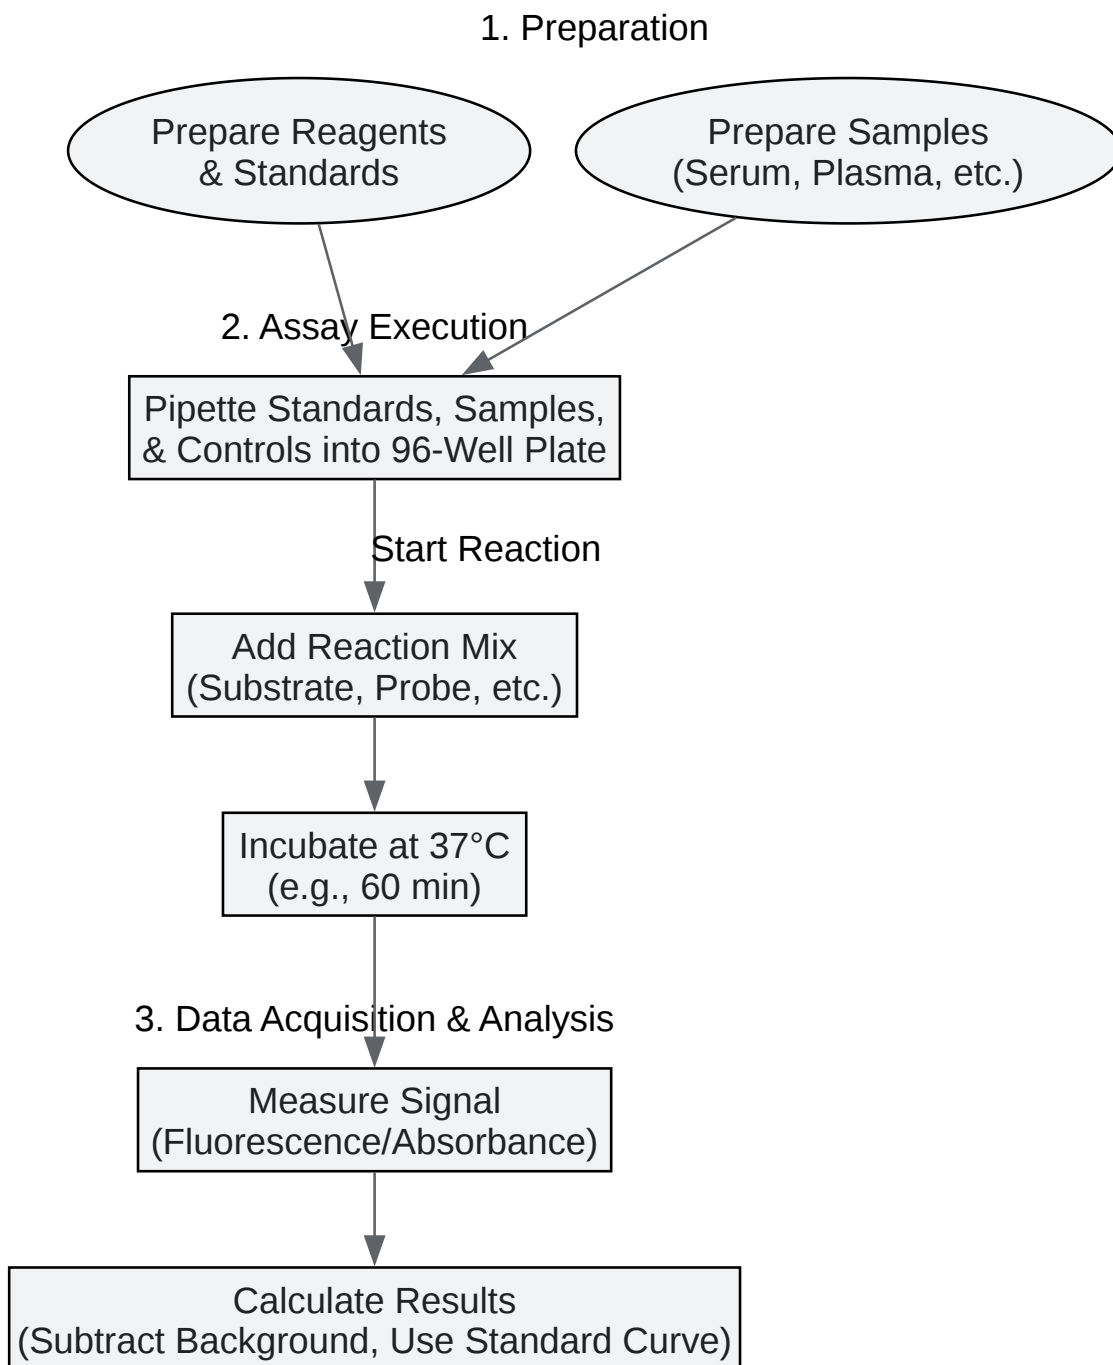 1. Preparation
Prepare Reagents
& Standards
Prepare Samples
(Serum, Plasma, etc.)
2. Assay Execution
Pipette Standards, Samples,
& Controls into 96-Well Plate
Start Reaction
Add Reaction Mix
(Substrate, Probe, etc.)
Incubate at 37°C
(e.g., 60 min)
3. Data Acquisition & Analysis
Measure Signal
(Fluorescence/Absorbance)
Calculate Results
(Subtract Background, Use Standard Curve)